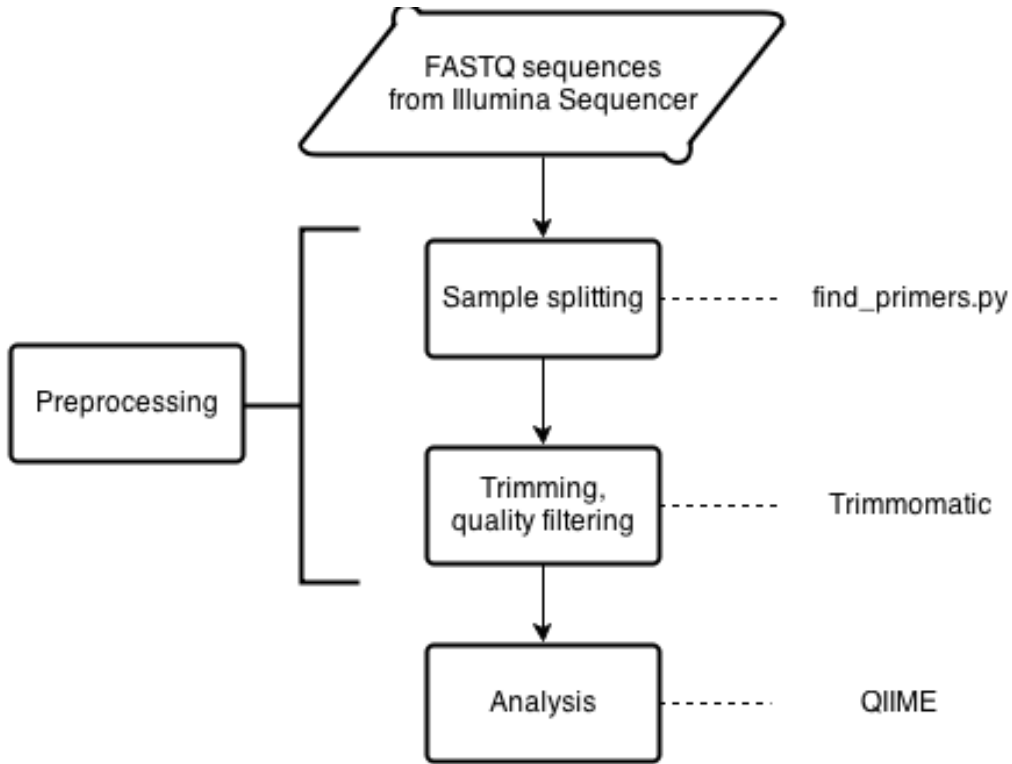 FASTQ sequences
from Illumina Sequencer
Sample splitting
find_primers.py
Preprocessing
Trimming,
quality filtering
Trimmomatic
Analysis
QIIME